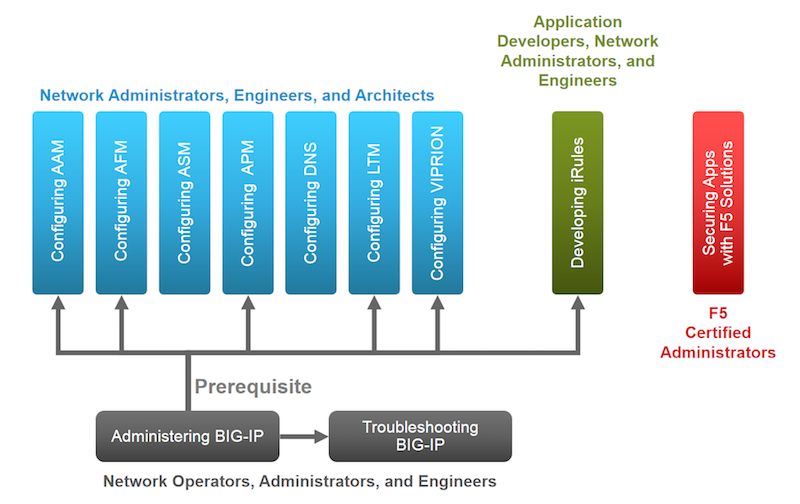 Application
Developers, Network
Administrators, and
Engineers
Network Administrators, Engineers, and Architects
Configuring AAM
Configuring AFM
Configuring ASM
Configuring APM
Configuring DNS
Configuring LTM
Configuring VIPRION
Developing iRules
Securing Apps
with F5 Solutions
F5
Certified
Administrators
Prerequisite
Administering BIG-IP
Troubleshooting
BIG-IP
Network Operators, Administrators, and Engineers